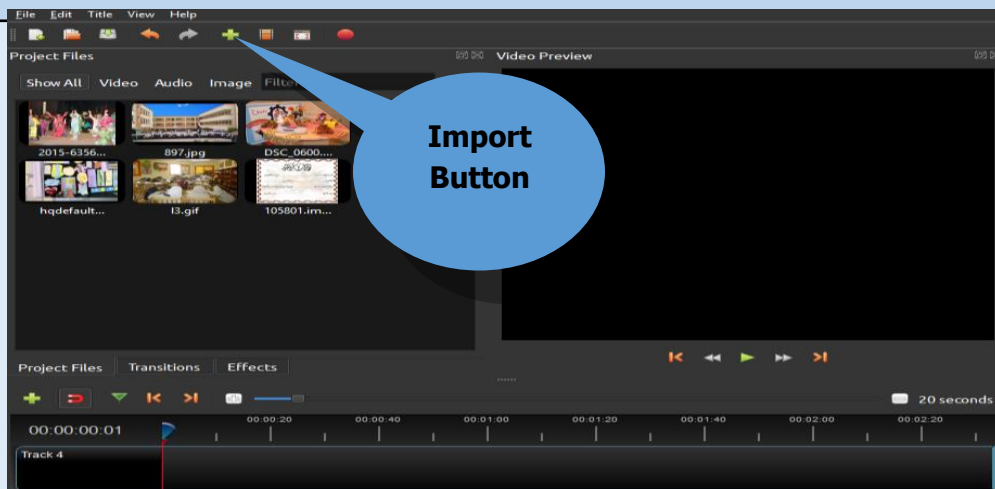 File Edit Title View Help
Project Files
Video Preview
Show All Video Audio Image Filter
Import
Button
2015-6356... 897.jpg DSC_0600....
hqdefault... l3.gif 105801.im...
Project Files Transitions Effects
20 seconds
00:00:00:01
00:00:20 00:00:40 00:01:00 00:01:20 00:01:40 00:02:00 00:02:20
Track 4